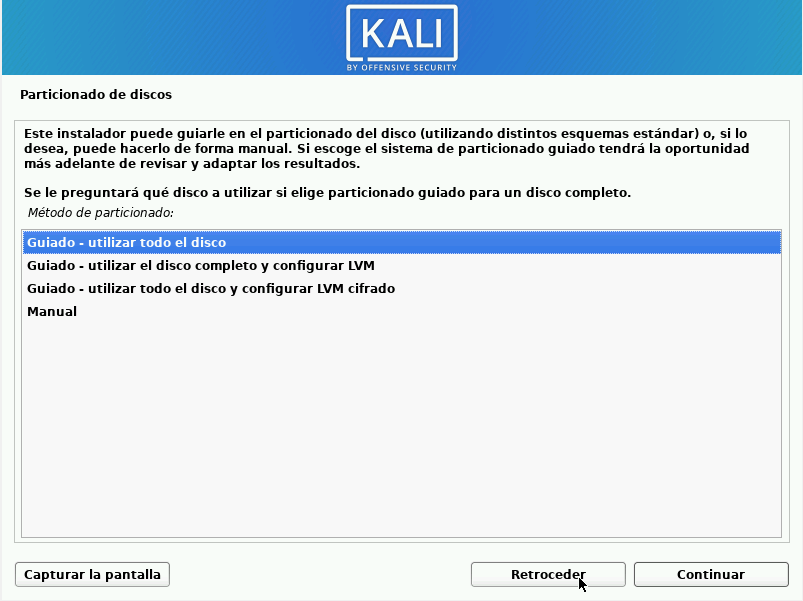 KALI
BY OFFENSIVE SECURITY
Particionado de discos
Este instalador puede guiarle en el particionado del disco (utilizando distintos esquemas estándar) o, si lo
desea, puede hacerlo de forma manual. Si escoge el sistema de particionado guiado tendrá la oportunidad
más adelante de revisar y adaptar los resultados.
Se le preguntará qué disco a utilizar si elige particionado guiado para un disco completo.
Método de particionado:
Guiado - utilizar todo el disco
Guiado - utilizar el disco completo y configurar LVM
Guiado - utilizar todo el disco y configurar LVM cifrado
Manual
Capturar la pantalla
Retroceder
Continuar